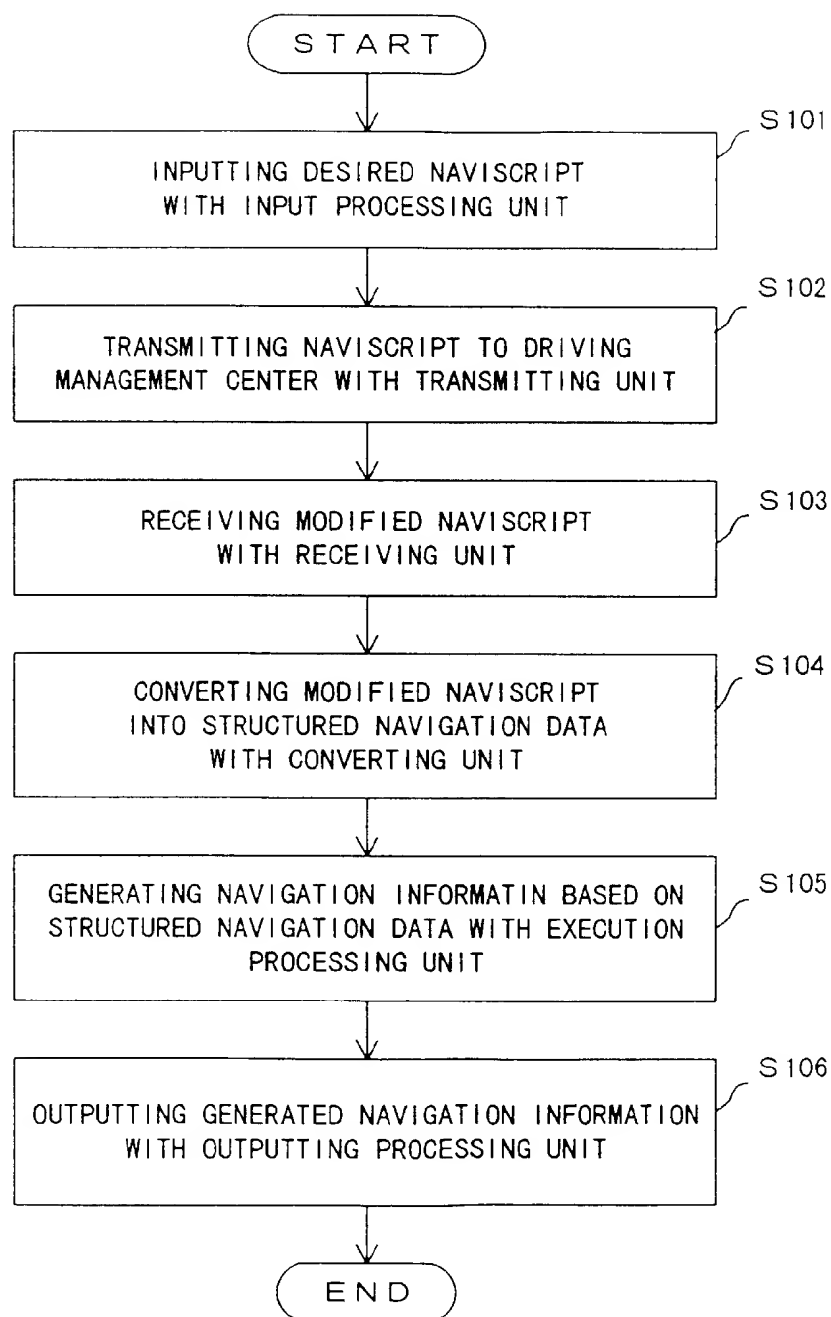 START
S101
INPUTTING DESIRED NAVISCRIPT
WITH INPUT PROCESSING UNIT
S102
TRANSMITTING NAVISCRIPT TO DRIVING
MANAGEMENT CENTER WITH TRANSMITTING UNIT
S103
RECEIVING MODIFIED NAVISCRIPT
WITH RECEIVING UNIT
S104
CONVERTING MODIFIED NAVISCRIPT
INTO STRUCTURED NAVIGATION DATA
WITH CONVERTING UNIT
S105
GENERATING NAVIGATION INFORMATIN BASED ON
STRUCTURED NAVIGATION DATA WITH EXECUTION
PROCESSING UNIT
S106
OUTPUTTING GENERATED NAVIGATION INFORMATION
WITH OUTPUTTING PROCESSING UNIT
END